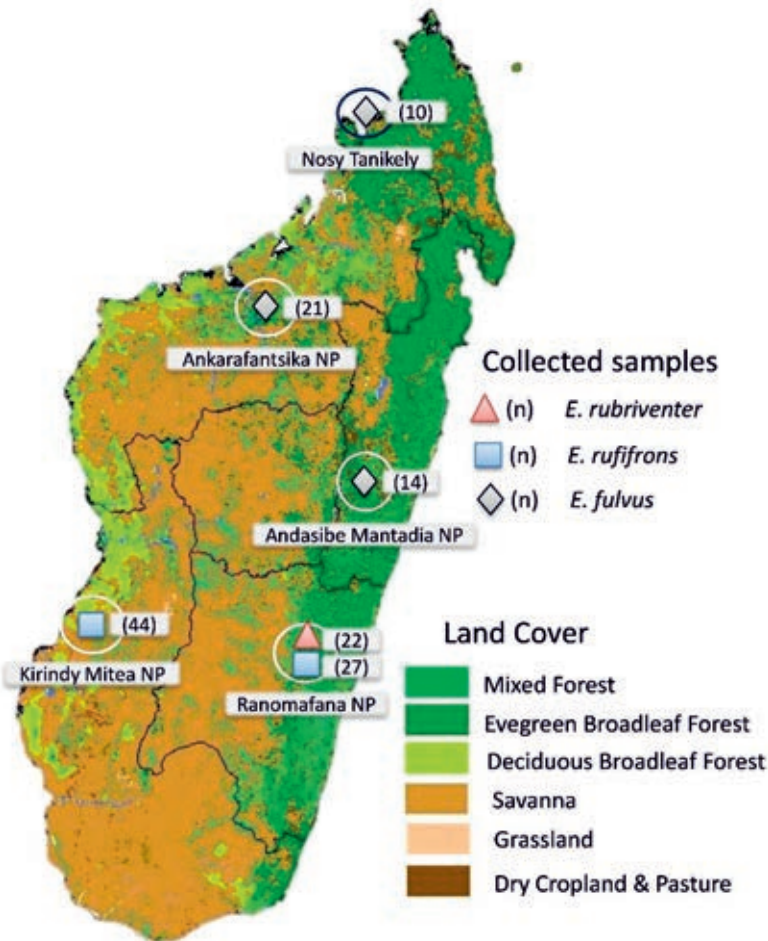 (10)
Nosy Tanikely
(21)
Ankarafantsika NP
Collected samples
(n) E. rubriventer
(n) E. rufifrons
(n) E. fulvus
(14)
Andasibe Mantadia NP
(44)
Kirindy Mitea NP
(22)
(27)
Ranomafana NP
Land Cover
Mixed Forest
Evegreen Broadleaf Forest
Deciduous Broadleaf Forest
Savanna
Grassland
Dry Cropland & Pasture